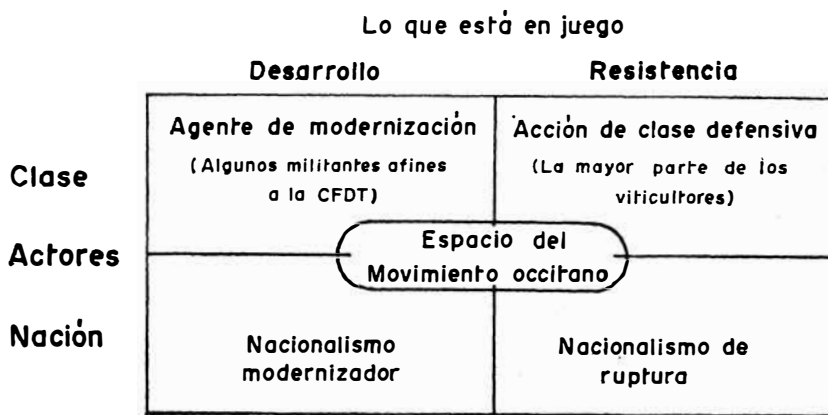 Lo que está en juego
Desarrollo Resistencia
Agente de modernización
(Algunos militantes afines
a la CFDT)
Acción de clase defensiva
(La mayor parte de los
viticultores)
Clase
Actores
Nación
Espacio del
Movimiento occitano
Nacionalismo
modernizador
Nacionalismo de
ruptura